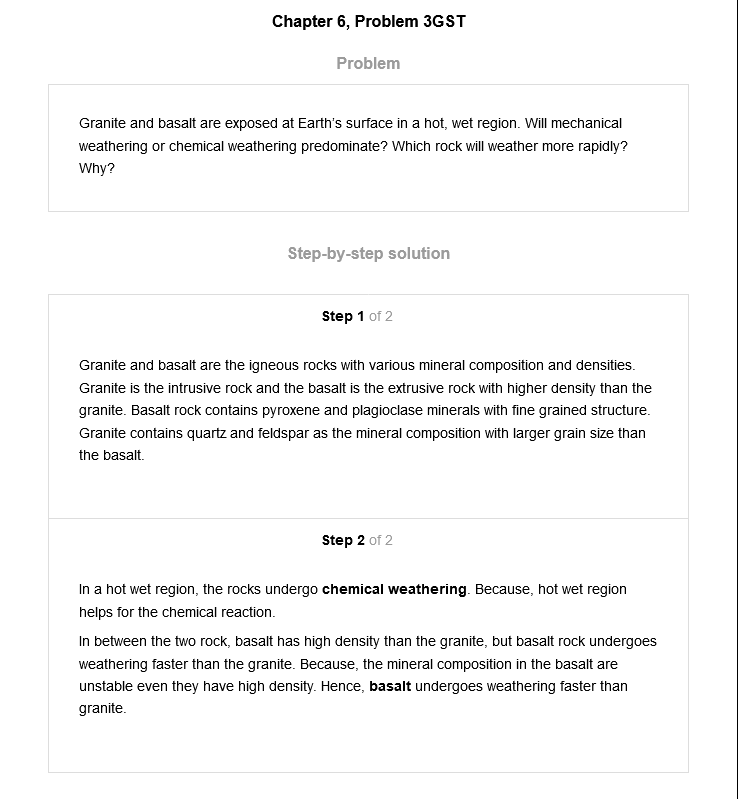 Chapter 6, Problem 3GST
Problem
Granite and basalt are exposed at Earth's surface in a hot, wet region. Will mechanical
weathering or chemical weathering predominate? Which rock will weather more rapidly?
Why?
Step-by-step solution
Step 1 of 2
Granite and basalt are the igneous rocks with various mineral composition and densities.
Granite is the intrusive rock and the basalt is the extrusive rock with higher density than the
granite. Basalt rock contains pyroxene and plagioclase minerals with fine grained structure.
Granite contains quartz and feldspar as the mineral composition with larger grain size than
the basalt.
Step 2 of 2
In a hot wet region, the rocks undergo chemical weathering. Because, hot wet region
helps for the chemical reaction.
In between the two rock, basalt has high density than the granite, but basalt rock undergoes
weathering faster than the granite. Because, the mineral composition in the basalt are
unstable even they have high density. Hence, basalt undergoes weathering faster than
granite.